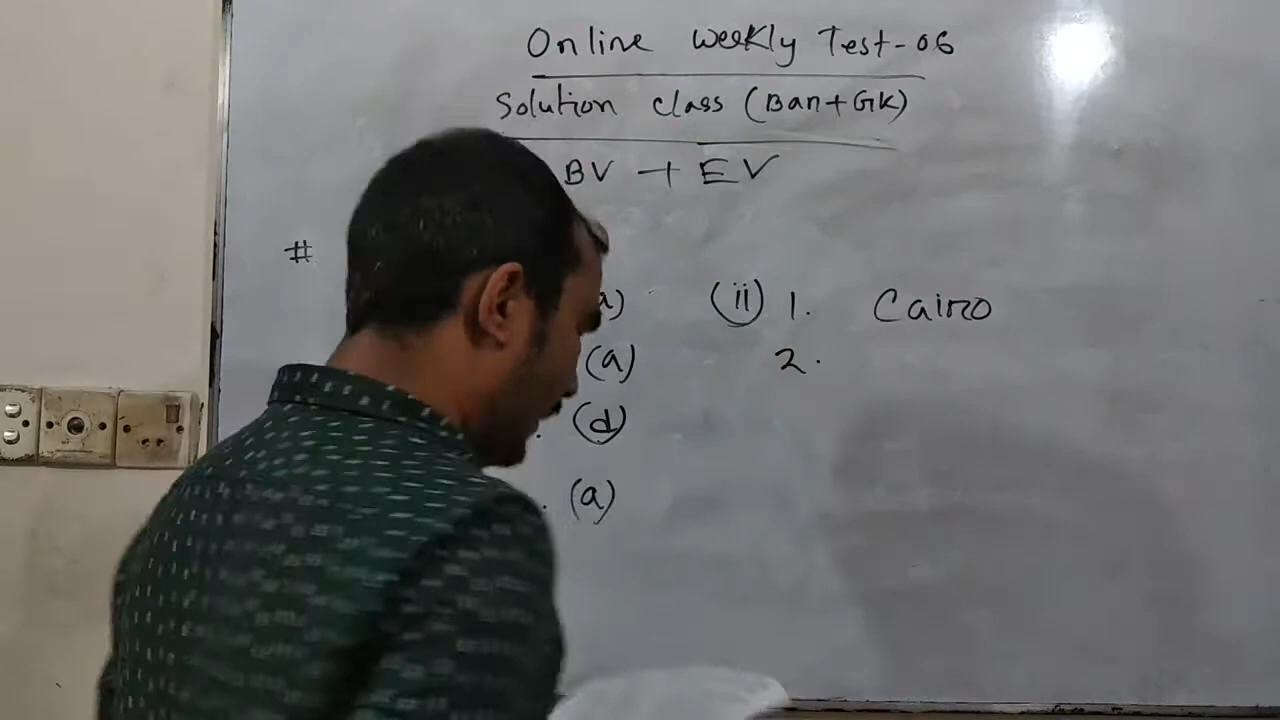 Online Weekly Test-06
Solution class (Ban+GK)
BV + EV
#
a) (ii) 1. Cairo
(a) 2.
. (d)
. (a)